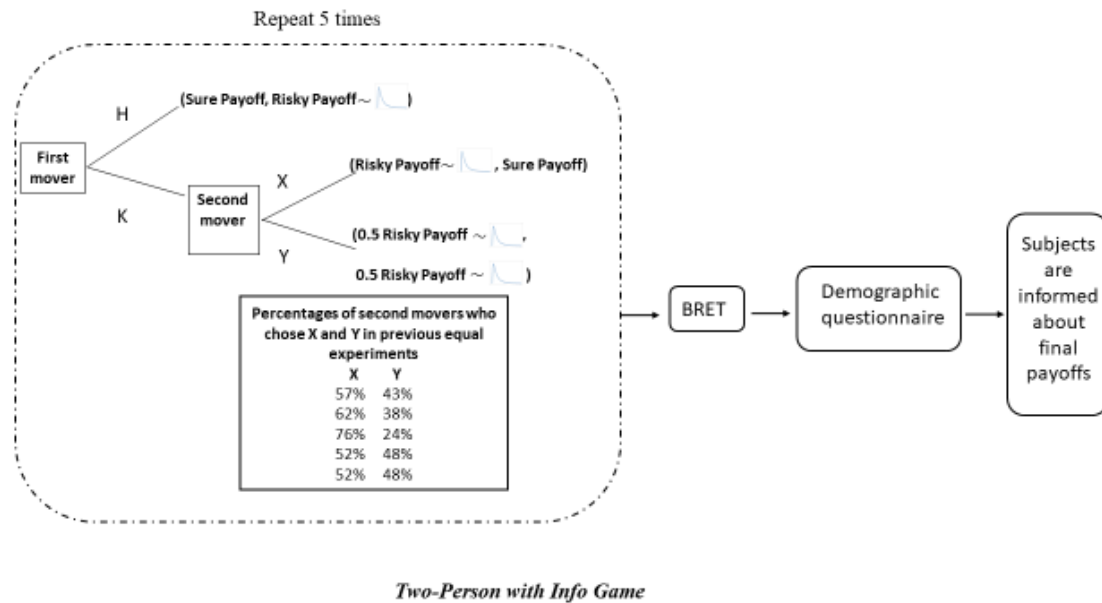 Repeat 5 times
H
(Sure Payoff, Risky Payoff~ )
First
mover
K
Second
mover
X
(Risky Payoff~ , Sure Payoff)
Y
(0.5 Risky Payoff ~ ,
0.5 Risky Payoff ~ )
Percentages of second movers who
chose X and Y in previous equal
experiments
X Y
57% 43%
62% 38%
76% 24%
52% 48%
52% 48%
BRET
Demographic
questionnaire
Subjects
are
informed
about
final
payoffs
Two-Person with Info Game